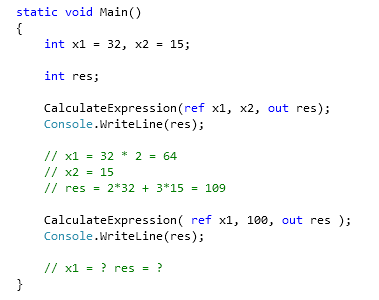 static void Main()
{
int x1 = 32, x2 = 15;
int res;
CalculateExpression(ref x1, x2, out res);
Console.WriteLine(res);
// x1 = 32 * 2 = 64
// x2 = 15
// res = 2*32 + 3*15 = 109
CalculateExpression( ref x1, 100, out res );
Console.WriteLine(res);
// x1 = ? res = ?
}